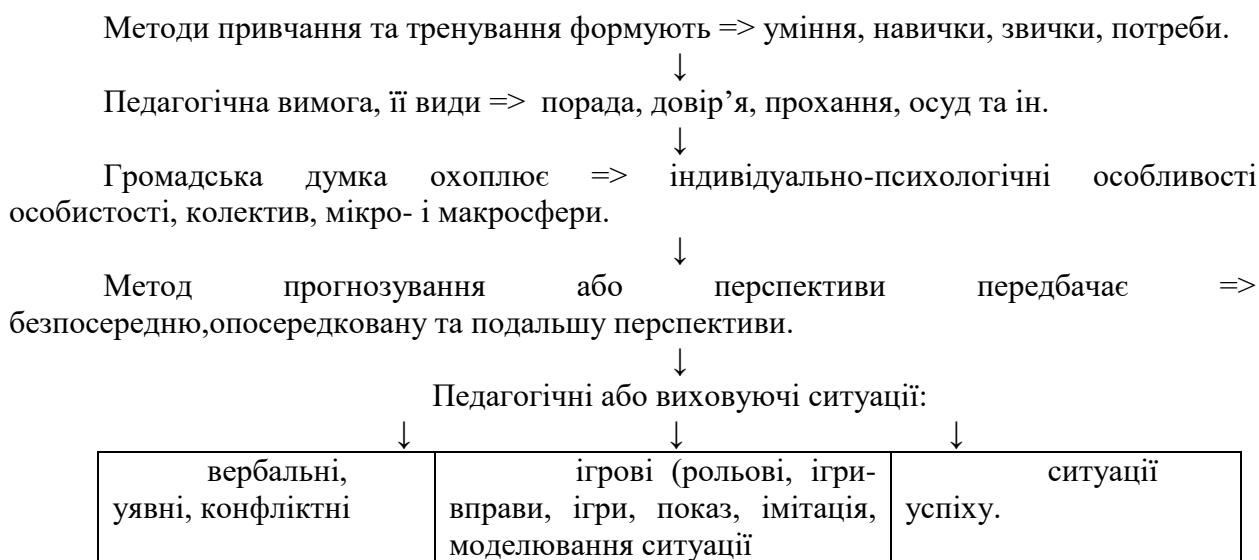 Методи привчання та тренування формують => уміння, навички, звички, потреби.
↓
Педагогічна вимога, її види => порада, довір’я, прохання, осуд та ін.
↓
Громадська думка охоплює => індивідуально-психологічні особливості
особистості, колектив, мікро- і макросфери.
↓
Метод прогнозування або перспективи передбачає =>
безпосередню,опосередковану та подальшу перспективи.
↓
Педагогічні або виховуючі ситуації:
↓ ↓ ↓
вербальні,
уявні, конфліктні
ігрові (рольові, ігри-
вправи, ігри, показ, імітація,
моделювання ситуації
ситуації
успіху.